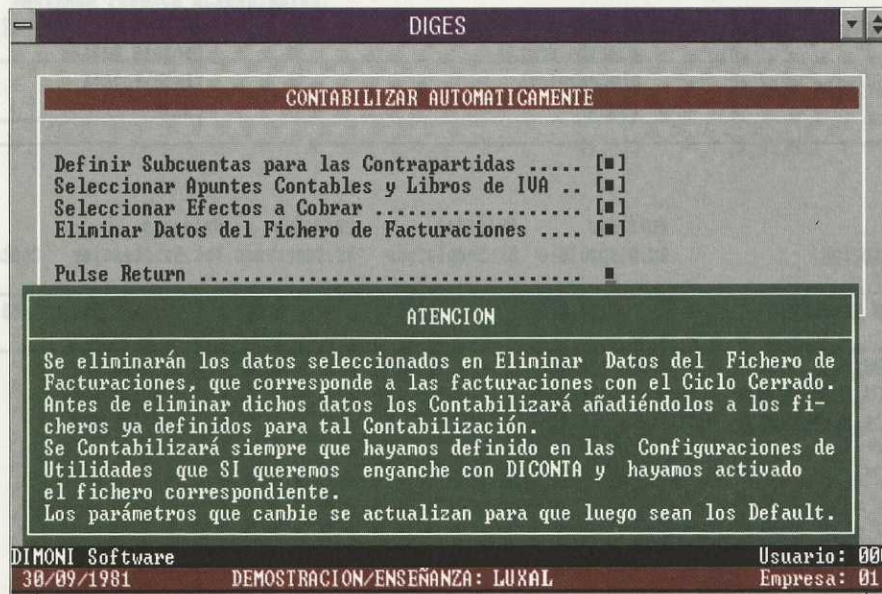 DIGES
CONTABILIZAR AUTOMATICAMENTE
Definir Subcuentas para las Contrapartidas ..... [■]
Seleccionar Apuntes Contables y Libros de IVA .. [■]
Seleccionar Efectos a Cobrar ................... [■]
Eliminar Datos del Fichero de Facturaciones .... [■]
Pulse Return ................................... ■
ATENCION
Se eliminarán los datos seleccionados en Eliminar Datos del Fichero de
Facturaciones, que corresponde a las facturaciones con el Ciclo Cerrado.
Antes de eliminar dichos datos los Contabilizará añadiéndolos a los fi-
cheros ya definidos para tal Contabilización.
Se Contabilizará siempre que hayamos definido en las Configuraciones de
Utilidades que SI queremos enganche con DICONTA y hayamos activado
el fichero correspondiente.
Los parámetros que cambie se actualizan para que luego sean los Default.
DIMONI Software Usuario: 00
30/09/1981 DEMOSTRACION/ENSEÑANZA: LUXAL Empresa: 01